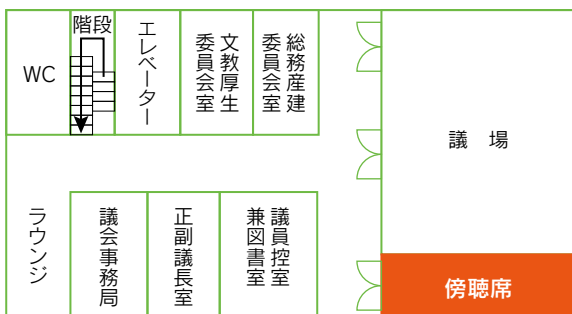 WC
階段
エレベーター
文教厚生
委員会室
総務産建
委員会室
議場
ラウンジ
議会事務局
正副議長室
議員控室
兼図書室
傍聴席